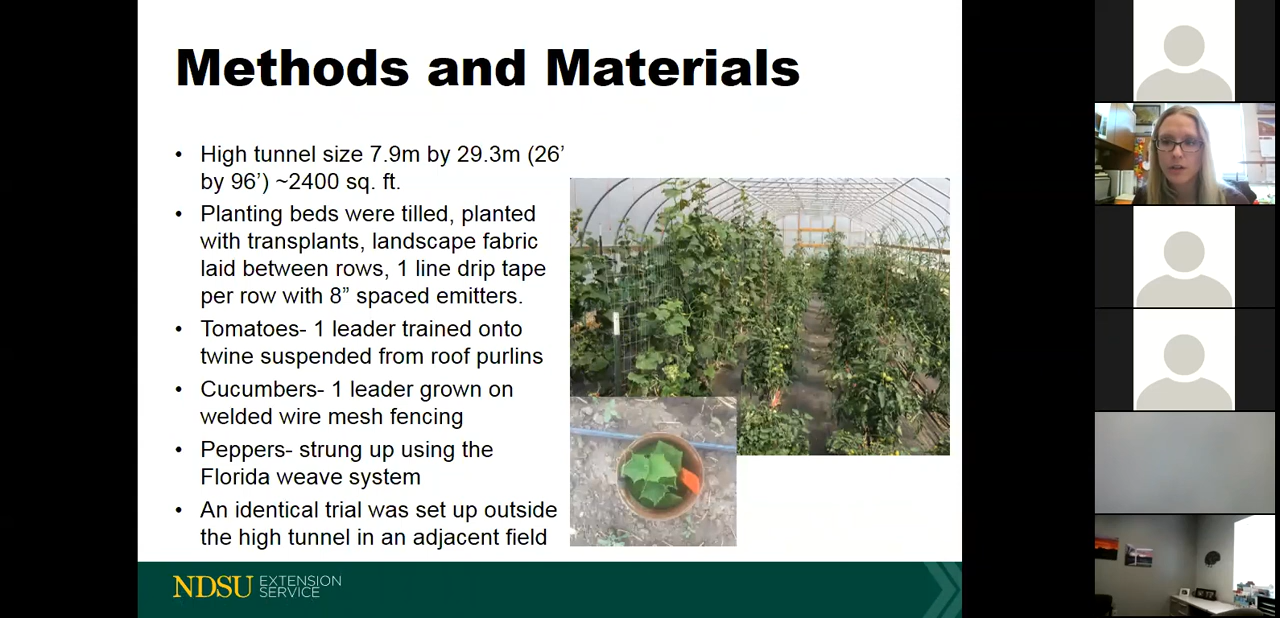 Methods and Materials
• High tunnel size 7.9m by 29.3m (26’
by 96’) ~2400 sq. ft.
• Planting beds were tilled, planted
with transplants, landscape fabric
laid between rows, 1 line drip tape
per row with 8” spaced emitters.
• Tomatoes- 1 leader trained onto
twine suspended from roof purlins
• Cucumbers- 1 leader grown on
welded wire mesh fencing
• Peppers- strung up using the
Florida weave system
• An identical trial was set up outside
the high tunnel in an adjacent field
NDSU EXTENSION
SERVICE